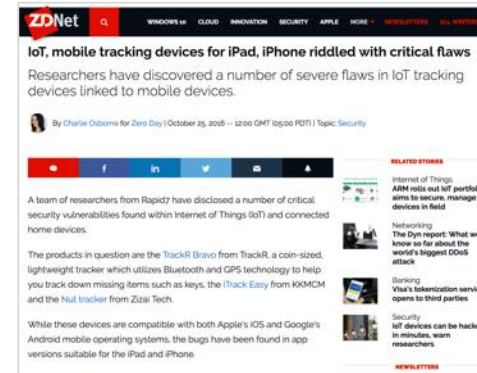 ZDNet
WINDOWS 10 CLOUD INNOVATION SECURITY APPLE MORE NEWSLETTERS ALL WRITERS
IoT, mobile tracking devices for iPad, iPhone riddled with critical flaws
Researchers have discovered a number of severe flaws in IoT tracking
devices linked to mobile devices.
By Charlie Osborne for Zero Day | October 25, 2016 -- 12:00 GMT (05:00 PDT) | Topic: Security
A team of researchers from Rapid7 have disclosed a number of critical
security vulnerabilities found within Internet of Things (IoT) and connected
home devices.
The products in question are the TrackR Bravo from TrackR, a coin-sized,
lightweight tracker which utilizes Bluetooth and GPS technology to help
you track down missing items such as keys, the iTrack Easy from KKMCM
and the Nut tracker from Zizai Tech.
While these devices are compatible with both Apple's iOS and Google's
Android mobile operating systems, the bugs have been found in app
versions suitable for the iPad and iPhone.
RELATED STORIES
Internet of Things
ARM rolls out IoT portfol
aims to secure, manage
devices in field
Networking
The Dyn report: What we
know so far about the
world's biggest DDoS
attack
Banking
Visa's tokenization servic
opens to third parties
Security
IoT devices can be hacke
in minutes, warn
researchers
NEWSLETTERS